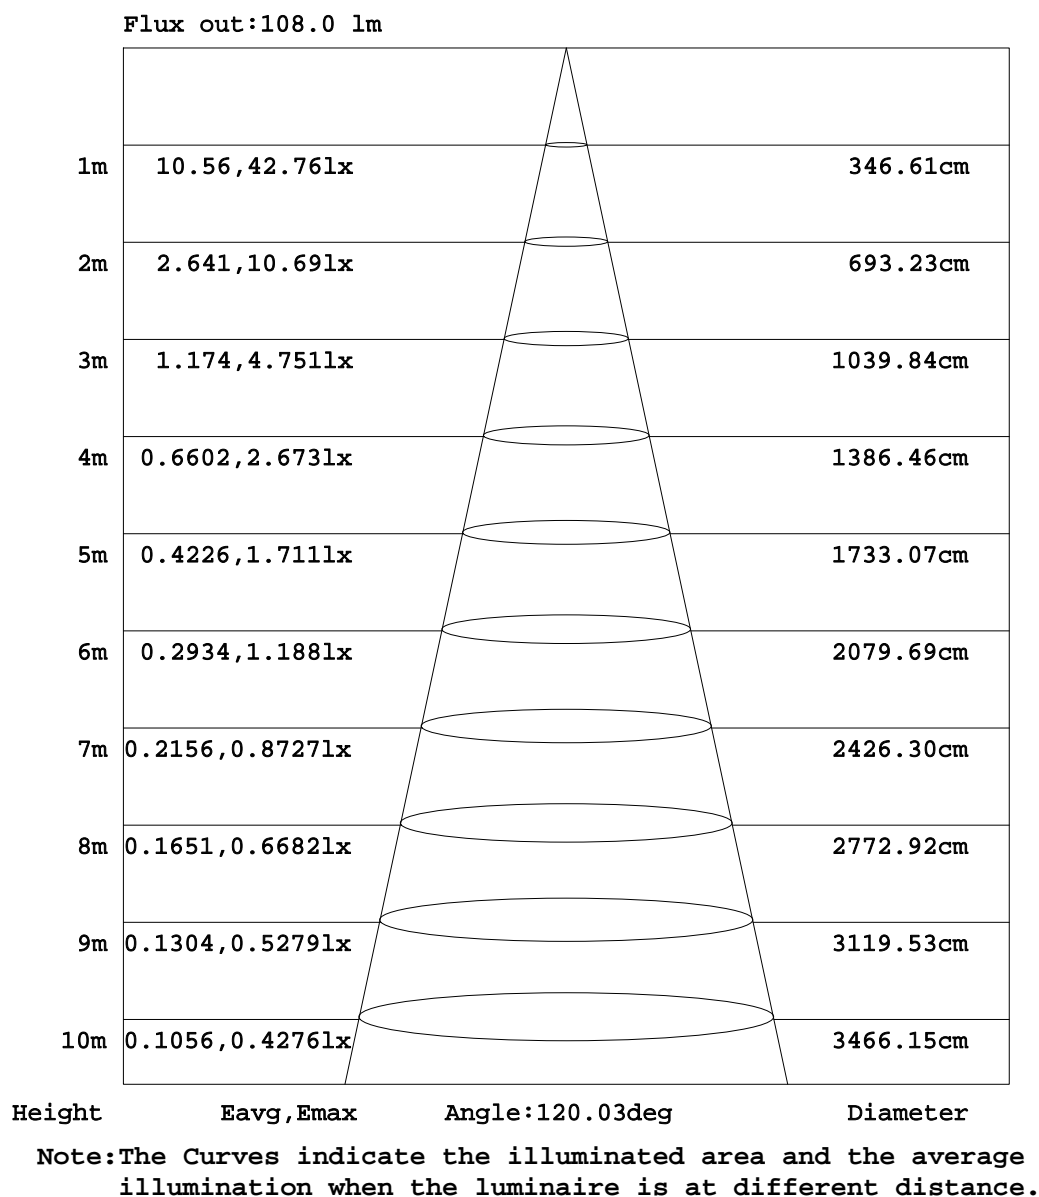 Flux out:108.0 lm
1m 10.56,42.76lx 346.61cm
2m 2.641,10.69lx 693.23cm
3m 1.174,4.751lx 1039.84cm
4m 0.6602,2.673lx 1386.46cm
5m 0.4226,1.711lx 1733.07cm
6m 0.2934,1.188lx 2079.69cm
7m 0.2156,0.8727lx 2426.30cm
8m 0.1651,0.6682lx 2772.92cm
9m 0.1304,0.5279lx 3119.53cm
10m 0.1056,0.4276lx 3466.15cm
Height Eavg,Emax Angle:120.03deg Diameter
Note:The Curves indicate the illuminated area and the average
illumination when the luminaire is at different distance.